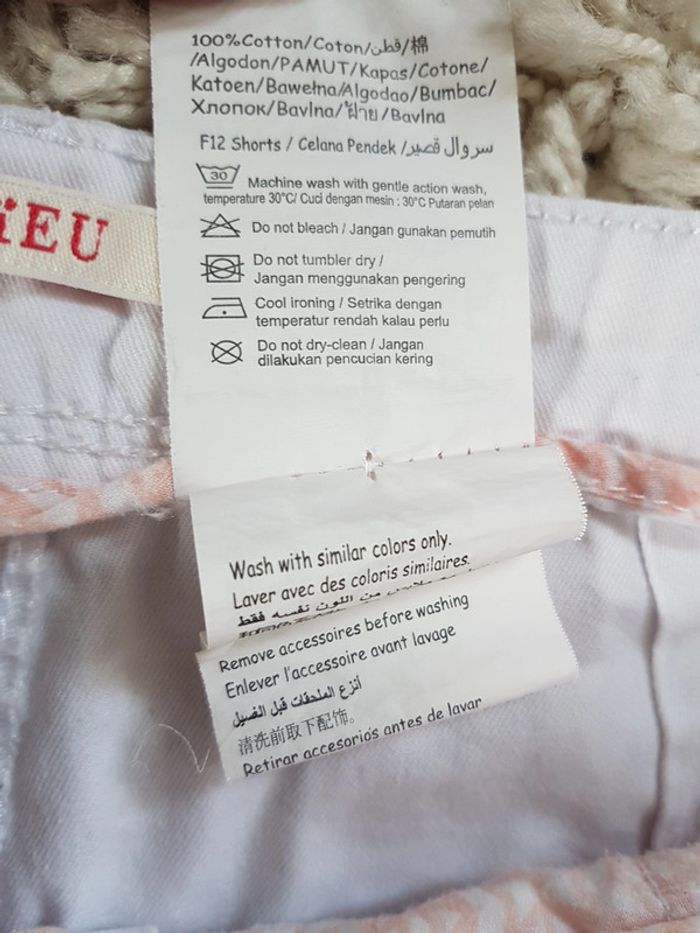 100%Cotton/Coton/قطن/棉
/Algodon/PAMUT/Kapas/Cotone/
Katoen/Bawełna/Algodao/Bumbac/
Хлопок/Bavlna/ฝ้าย/Bavlna
F12 Shorts / Celana Pendek /سروال قصير
30
Machine wash with gentle action wash,
temperature 30°C/ Cuci dengan mesin : 30°C Putaran pelan
Do not bleach / Jangan gunakan pemutih
Do not tumbler dry /
Jangan menggunakan pengering
Cool ironing / Setrika dengan
temperatur rendah kalau perlu
Do not dry-clean / Jangan
dilakukan pencucian kering
iEU
Wash with similar colors only.
Laver avec des coloris similaires.
من اللون نفسه فقط
Remove accessoires before washing
Enlever l'accessoire avant lavage
أنزع الملحقات قبل الغسيل
清洗前取下配饰。
Retirar accesorios antes de lavar